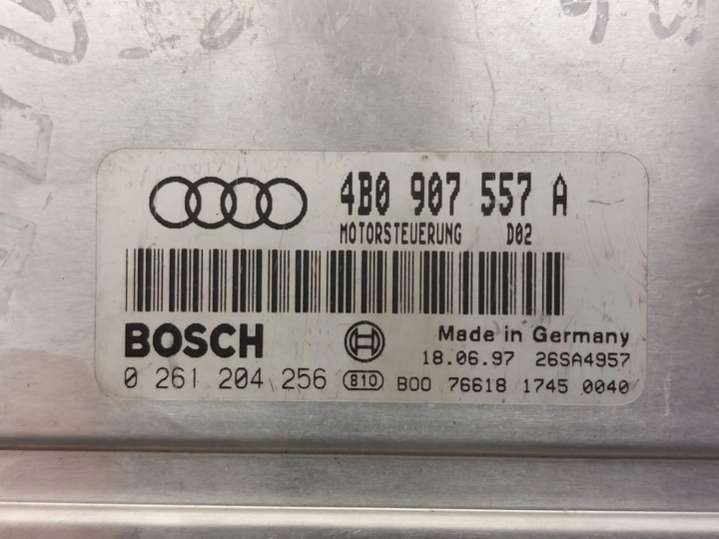 4B0 907 557 A
MOTORSTEUERUNG D02
BOSCH
Made in Germany
18.06.97 26SA4957
0 261 204 256 B10 B00 76618 1745 0040